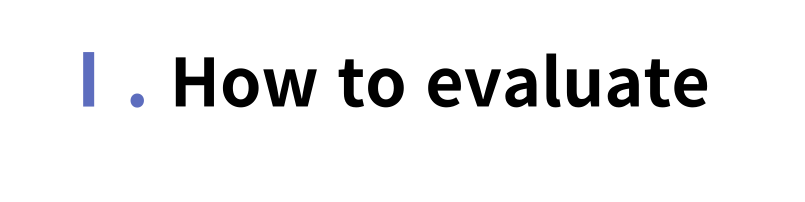 I . How to evaluate